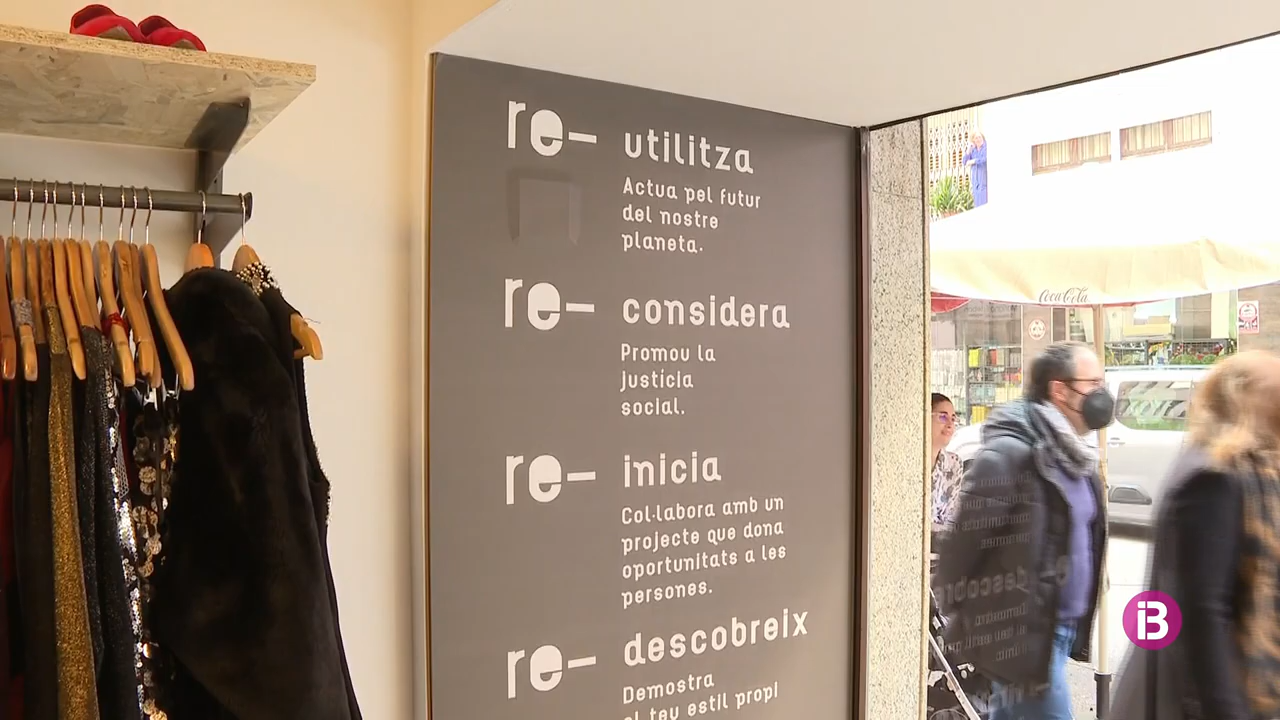 re- utilitza
Actua pel futur
del nostre
planeta.
re- considera
Promou la
justícia
social.
re- inicia
Col·labora amb un
projecte que dona
oportunitats a les
persones.
re- descobreix
Demostra
el teu estil propi
Coca-Cola
iB